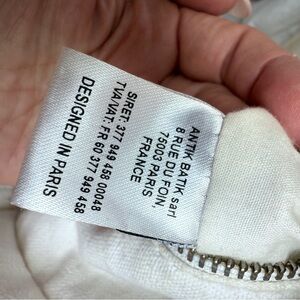 ANTIK BATIK sarl
8 RUE DU FOIN
75003 PARIS
FRANCE
SIRET: 377 949 458 00048
TVA/VAT: FR 60 377 949 458
DESIGNED IN PARIS